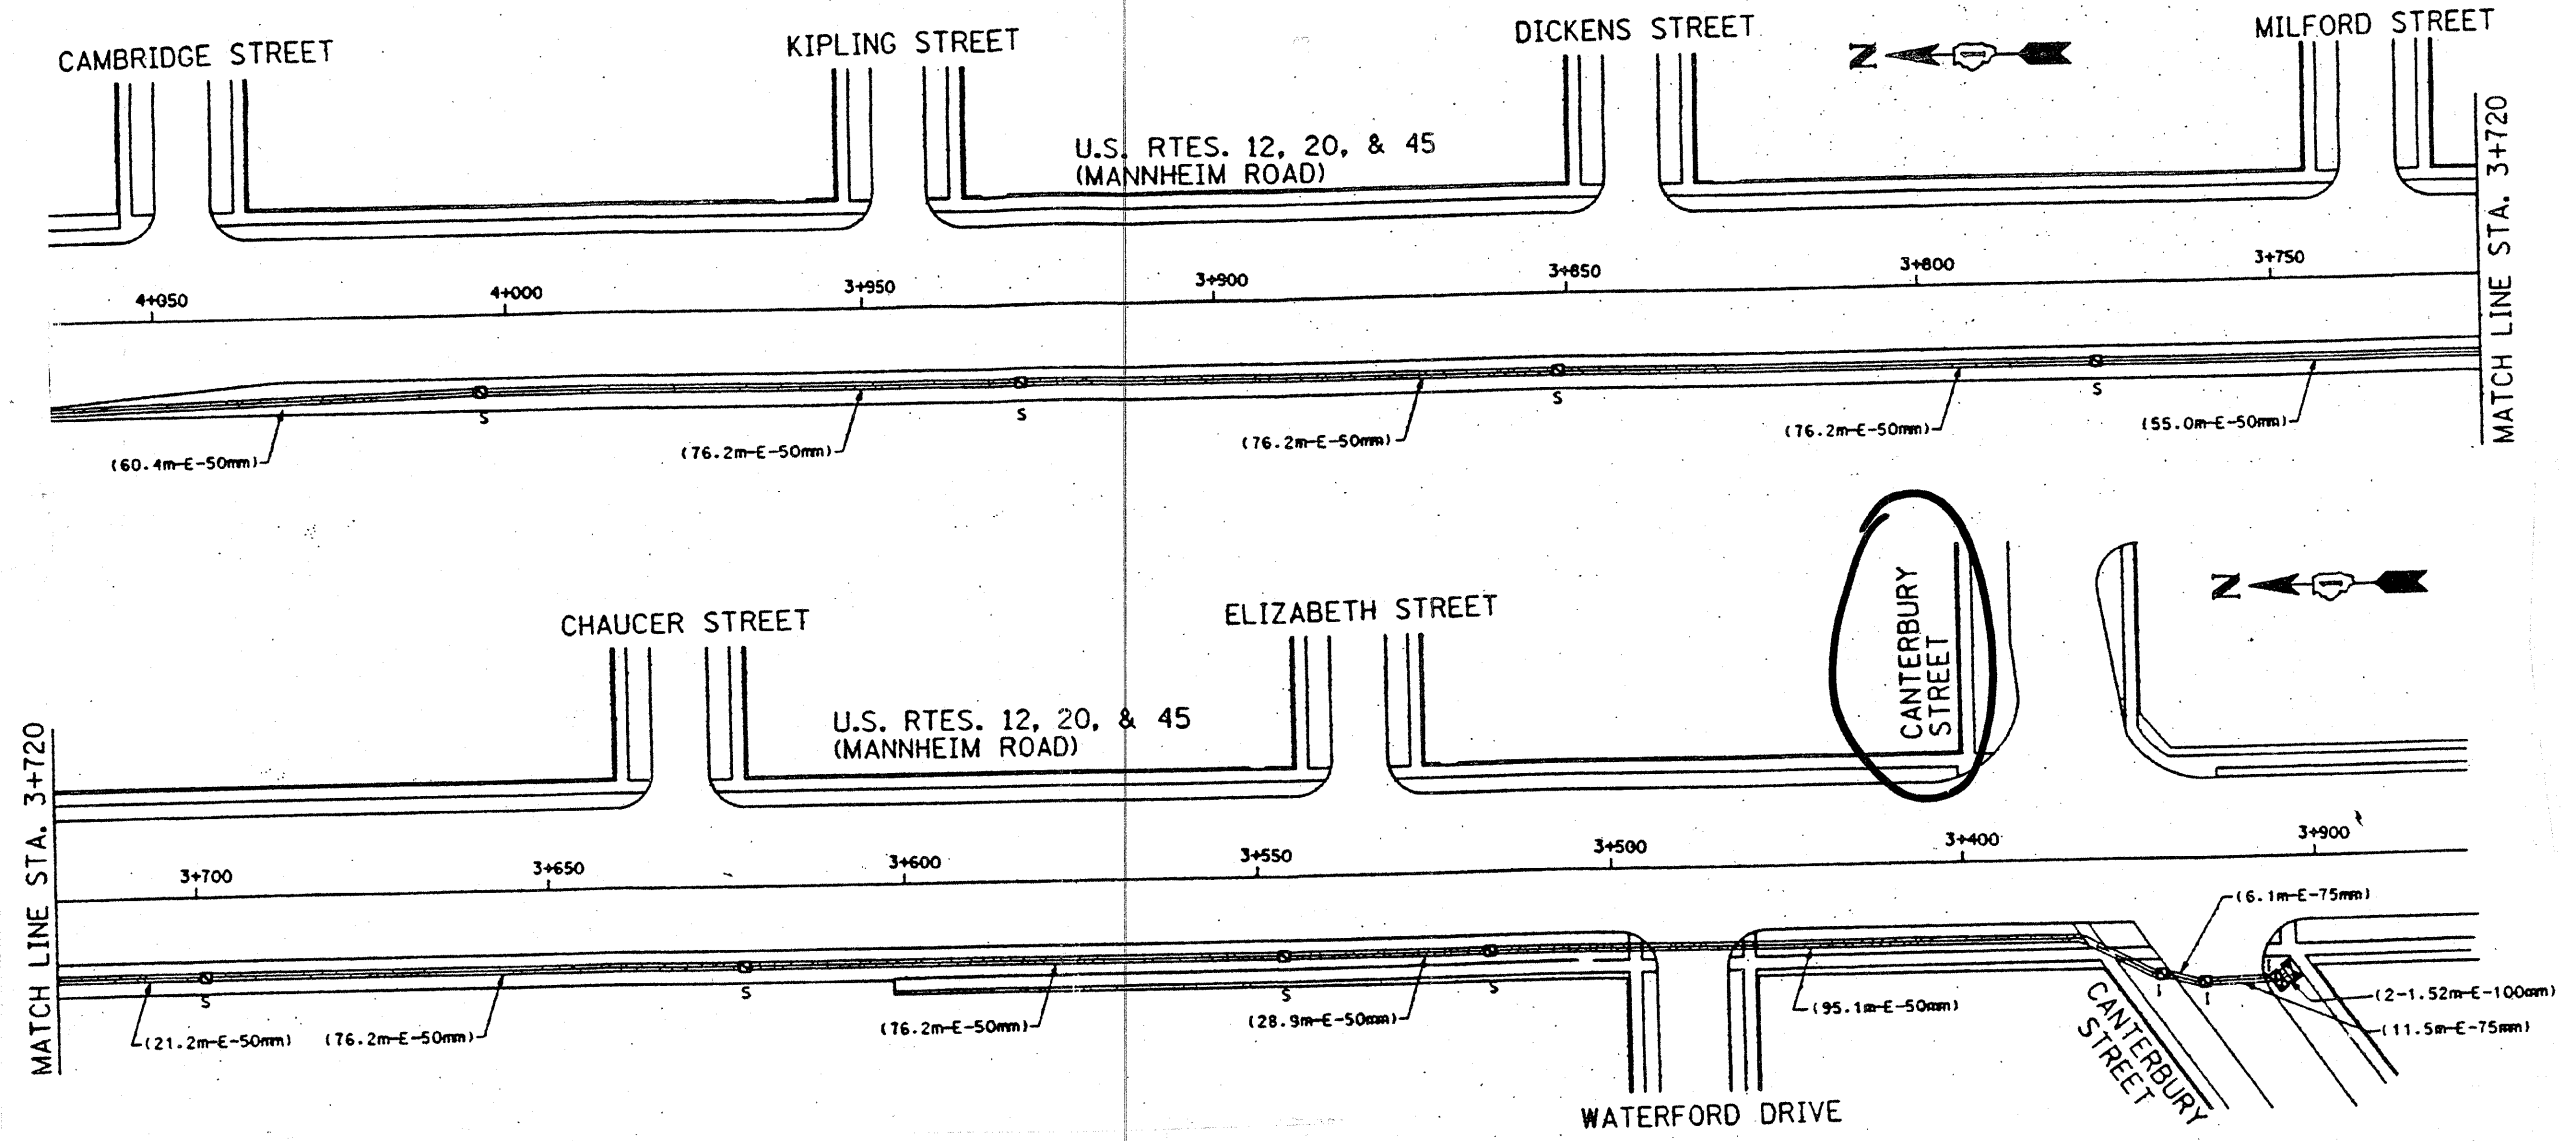 CAMBRIDGE STREET
KIPLING STREET
DICKENS STREET
MILFORD STREET
N
U.S. RTES. 12, 20, & 45
(MANNHEIM ROAD)
MATCH LINE STA. 3+720
4+050
4+000
3+950
3+900
3+850
3+800
3+750
S
S
S
S
(60.4m-E-50mm)
(76.2m-E-50mm)
(76.2m-E-50mm)
(76.2m-E-50mm)
(55.0m-E-50mm)
CHAUCER STREET
ELIZABETH STREET
CANTERBURY
STREET
N
U.S. RTES. 12, 20, & 45
(MANNHEIM ROAD)
MATCH LINE STA. 3+720
3+700
3+650
3+600
3+550
3+500
3+400
3+900
S
S
S
S
I
I
(6.1m-E-75mm)
(2-1.52m-E-100mm)
(11.5m-E-75mm)
(21.2m-E-50mm)
(76.2m-E-50mm)
(76.2m-E-50mm)
(28.9m-E-50mm)
(95.1m-E-50mm)
CANTERBURY
STREET
WATERFORD DRIVE